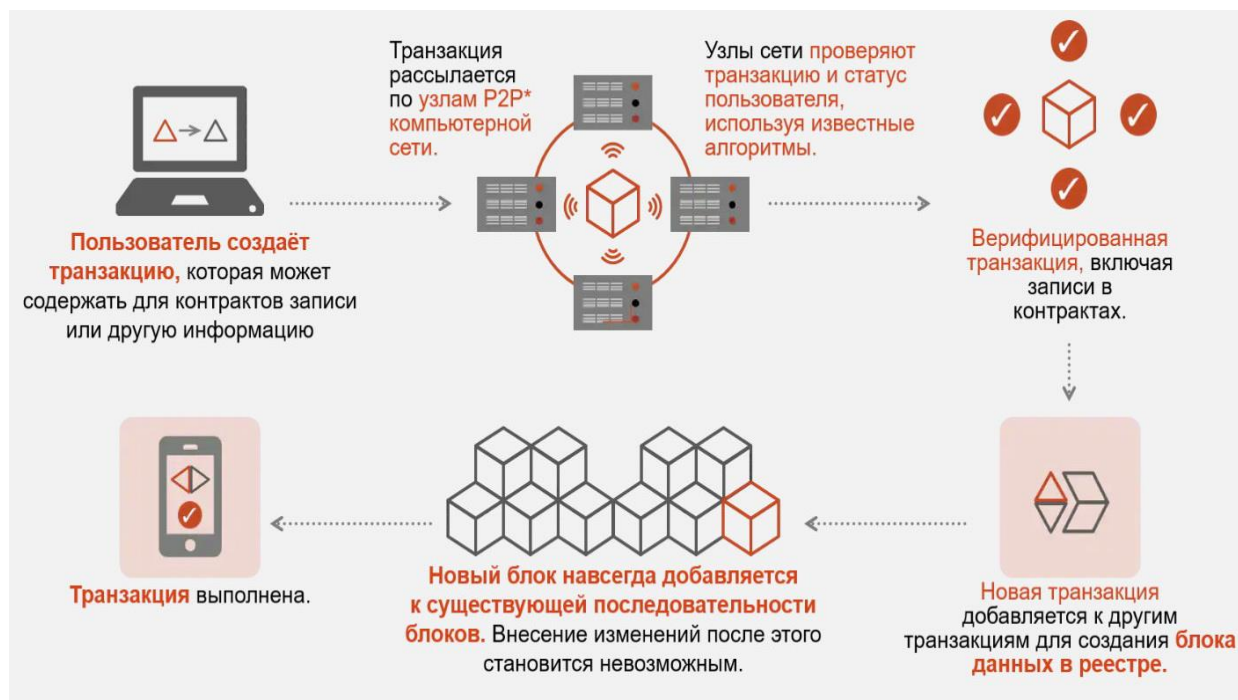 Пользователь создаёт
транзакцию, которая может
содержать для контрактов записи
или другую информацию
Транзакция
рассылается
по узлам P2P*
компьютерной
сети.
Узлы сети проверяют
транзакцию и статус
пользователя,
используя известные
алгоритмы.
Верифицированная
транзакция, включая
записи в
контрактах.
Новая транзакция
добавляется к другим
транзакциям для создания блока
данных в реестре.
Новый блок навсегда добавляется
к существующей последовательности
блоков. Внесение изменений после этого
становится невозможным.
Транзакция выполнена.